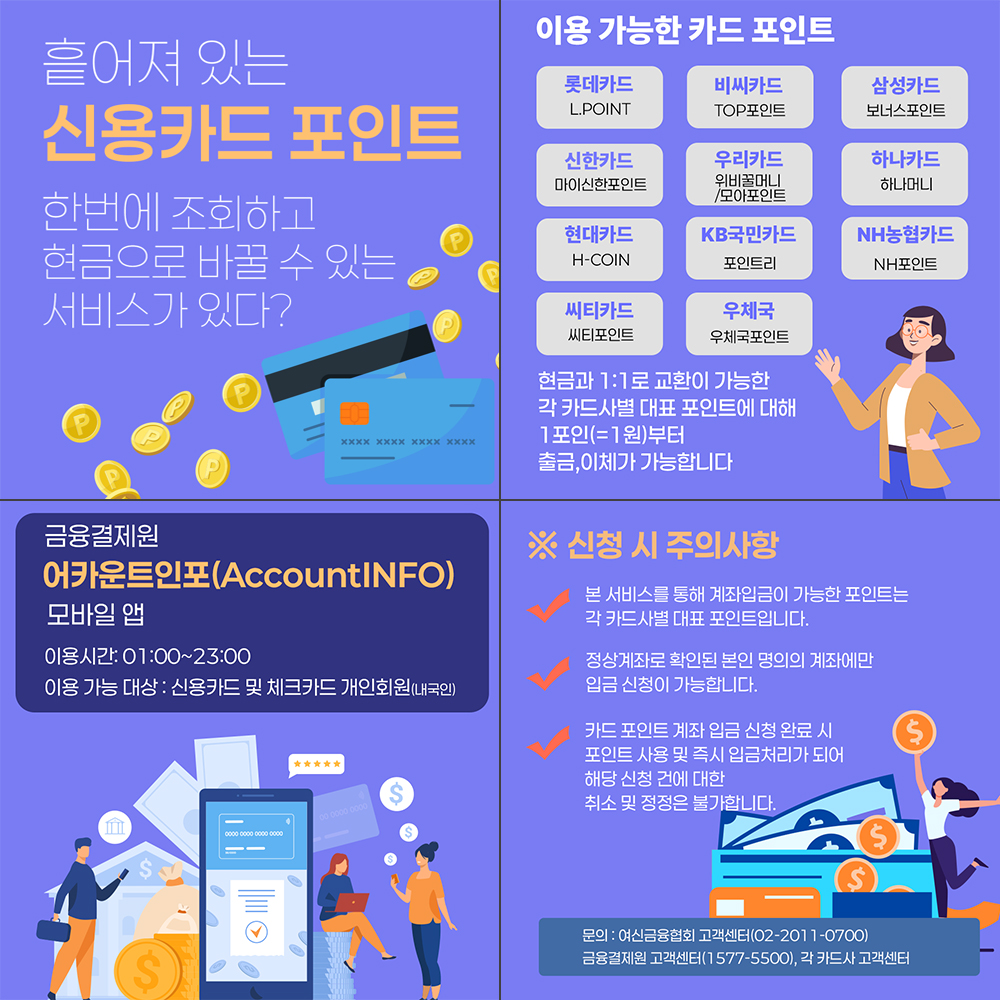 흩어져 있는
신용카드 포인트
한번에 조회하고
현금으로 바꿀 수 있는
서비스가 있다?
P
P
P
P
P
P
P
P
P
×××× ×××× ×××× ××××
이용 가능한 카드 포인트
롯데카드
L.POINT
비씨카드
TOP포인트
삼성카드
보너스포인트
신한카드
마이신한포인트
우리카드
위비꿀머니
/모아포인트
하나카드
하나머니
현대카드
H-COIN
KB국민카드
포인트리
NH농협카드
NH포인트
씨티카드
씨티포인트
우체국
우체국포인트
현금과 1:1로 교환이 가능한
각 카드사별 대표 포인트에 대해
1포인(=1원)부터
출금,이체가 가능합니다
금융결제원
어카운트인포(AccountINFO)
모바일 앱
이용시간: 01:00~23:00
이용 가능 대상 : 신용카드 및 체크카드 개인회원(내국인)
0000 0000 0000 0000
$
$
$
$
$
※ 신청 시 주의사항
본 서비스를 통해 계좌입금이 가능한 포인트는
각 카드사별 대표 포인트입니다.
정상계좌로 확인된 본인 명의의 계좌에만
입금 신청이 가능합니다.
카드 포인트 계좌 입금 신청 완료 시
포인트 사용 및 즉시 입금처리가 되어
해당 신청 건에 대한
취소 및 정정은 불가합니다.
$
$
$
문의 : 여신금융협회 고객센터(02-2011-0700)
금융결제원 고객센터(1577-5500), 각 카드사 고객센터